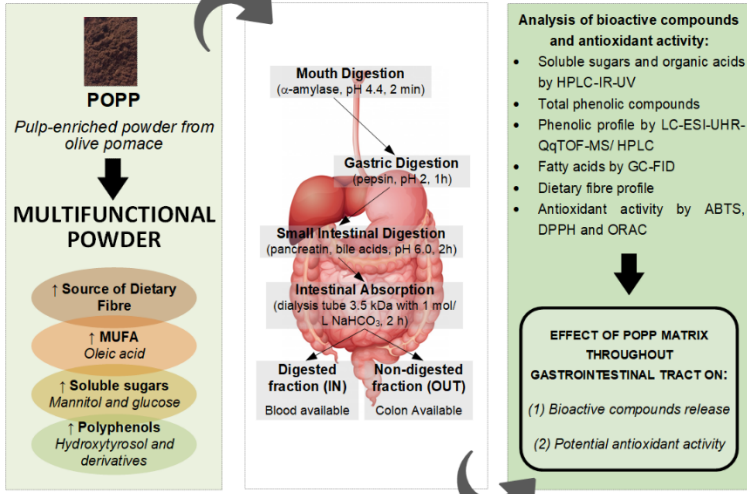 POPP
Pulp-enriched powder from
olive pomace
MULTIFUNCTIONAL
POWDER
↑ Source of Dietary
Fibre
↑ MUFA
Oleic acid
↑ Soluble sugars
Mannitol and glucose
↑ Polyphenols
Hydroxytyrosol and
derivatives
Mouth Digestion
(α-amylase, pH 4.4, 2 min)
Gastric Digestion
(pepsin, pH 2, 1h)
Small Intestinal Digestion
(pancreatin, bile acids, pH 6.0, 2h)
Intestinal Absorption
(dialysis tube 3.5 kDa with 1 mol/
L NaHCO₃, 2 h)
Digested
fraction (IN)
Blood available
Non-digested
fraction (OUT)
Colon Available
Analysis of bioactive compounds
and antioxidant activity:
• Soluble sugars and organic acids
by HPLC-IR-UV
• Total phenolic compounds
• Phenolic profile by LC-ESI-UHR-
QqTOF-MS/ HPLC
• Fatty acids by GC-FID
• Dietary fibre profile
• Antioxidant activity by ABTS,
DPPH and ORAC
EFFECT OF POPP MATRIX
THROUGHOUT
GASTROINTESTINAL TRACT ON:
(1) Bioactive compounds release
(2) Potential antioxidant activity